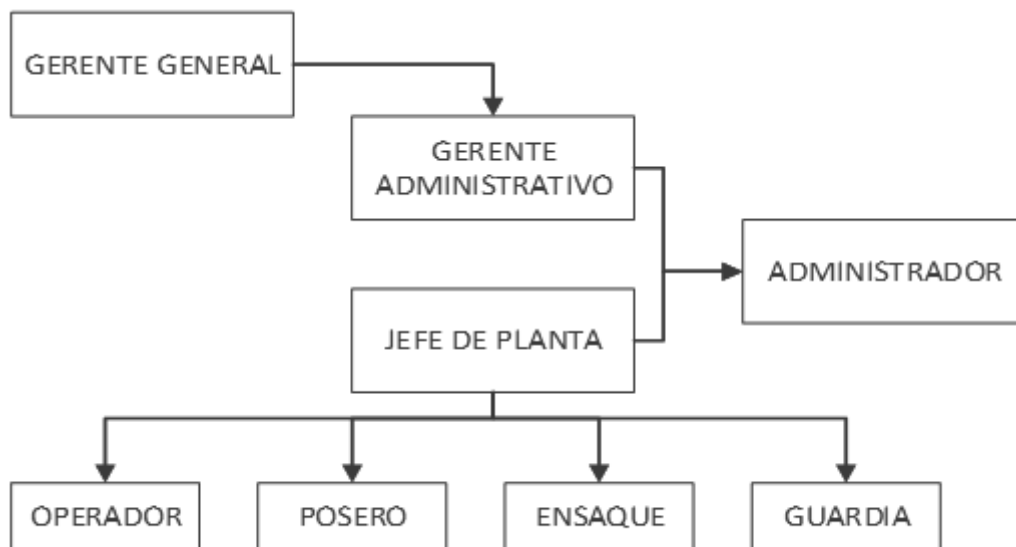 GERENTE GENERAL
GERENTE
ADMINISTRATIVO
ADMINISTRADOR
JEFE DE PLANTA
OPERADOR
POSERO
ENSAQUE
GUARDIA